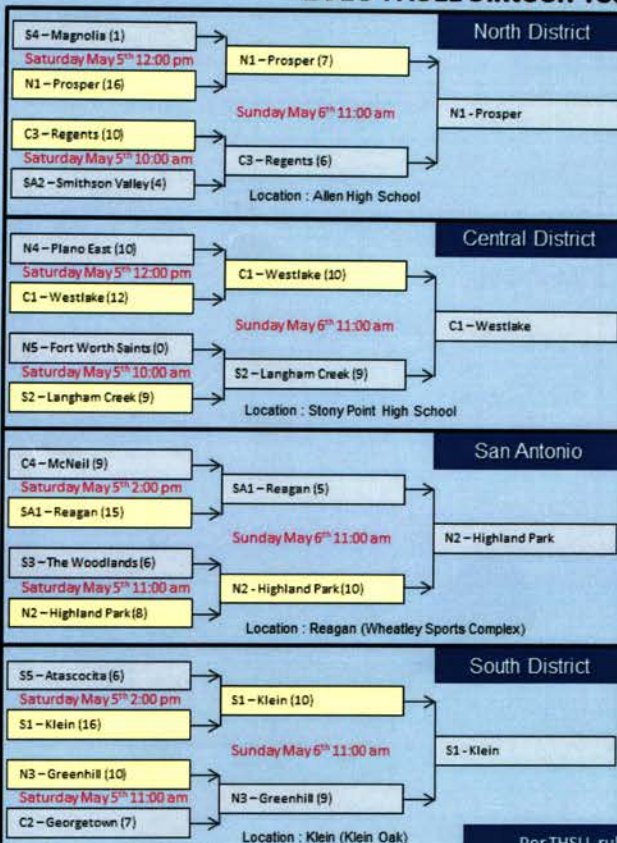 North District
S4 – Magnolia (1)
Saturday May 5th 12:00 pm
N1 – Prosper (16)
N1 – Prosper (7)
Sunday May 6th 11:00 am
N1 - Prosper
C3 – Regents (10)
Saturday May 5th 10:00 am
SA2 – Smithson Valley (4)
C3 – Regents (6)
Location : Allen High School
Central District
N4 – Plano East (10)
Saturday May 5th 12:00 pm
C1 – Westlake (12)
C1 – Westlake (10)
Sunday May 6th 11:00 am
C1 – Westlake
N5 – Fort Worth Saints (0)
Saturday May 5th 10:00 am
S2 – Langham Creek (9)
S2 – Langham Creek (9)
Location : Stony Point High School
San Antonio
C4 – McNeil (9)
Saturday May 5th 2:00 pm
SA1 – Reagan (15)
SA1 – Reagan (5)
Sunday May 6th 11:00 am
N2 – Highland Park
S3 – The Woodlands (6)
Saturday May 5th 11:00 am
N2 – Highland Park (8)
N2 - Highland Park (10)
Location : Reagan (Wheatley Sports Complex)
South District
S5 – Atascocita (6)
Saturday May 5th 2:00 pm
S1 – Klein (16)
S1 – Klein (10)
Sunday May 6th 11:00 am
S1 - Klein
N3 – Greenhill (10)
Saturday May 5th 11:00 am
C2 – Georgetown (7)
N3 – Greenhill (9)
Location : Klein (Klein Oak)
Per THSLL